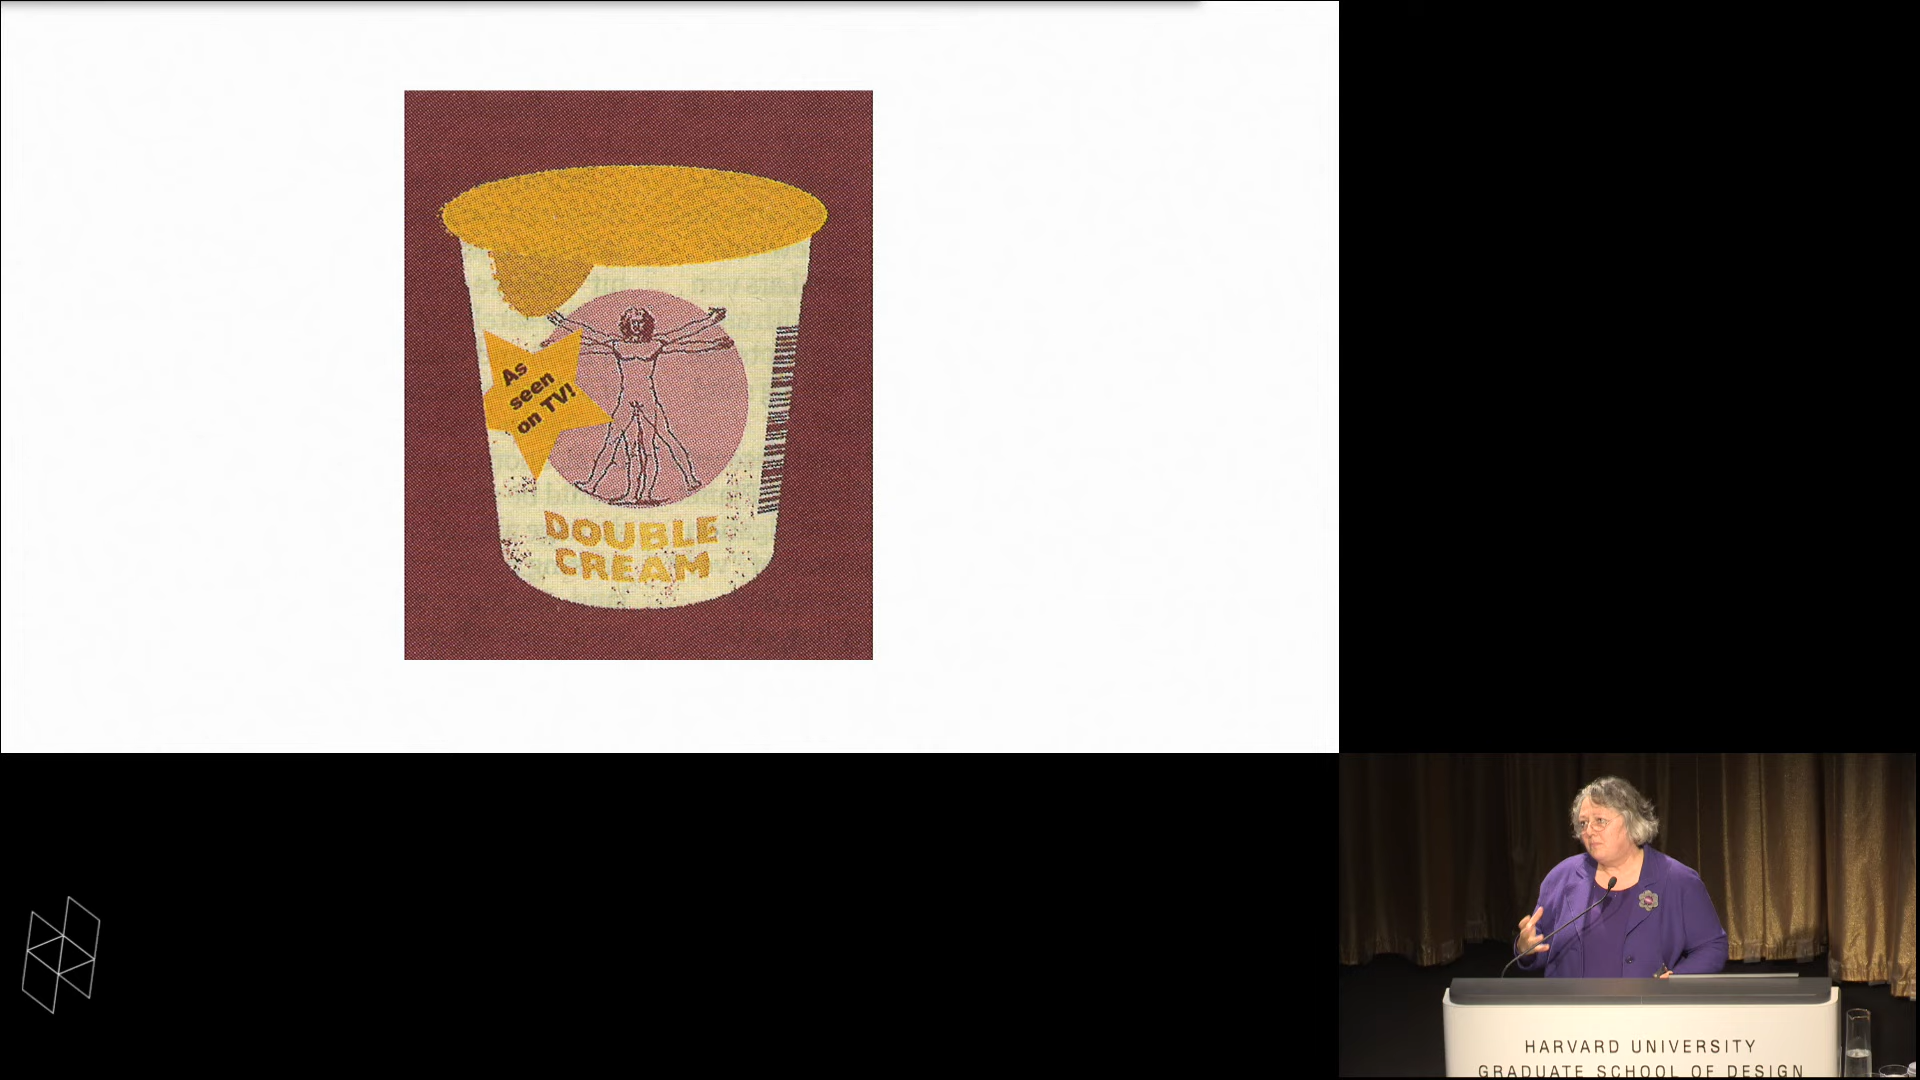 As
seen
on TV!
DOUBLE
CREAM
HARVARD UNIVERSITY
GRADUATE SCHOOL OF DESIGN